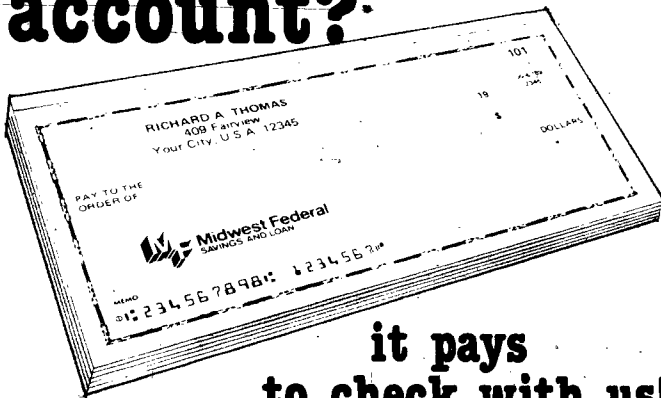 account?
101
RICHARD A THOMAS
409 Fairview
Your City, U.S.A. 12345
19
$
PAY TO THE
ORDER OF
DOLLARS
MF Midwest Federal
SAVINGS AND LOAN
MEMO
it pays
to check with us!